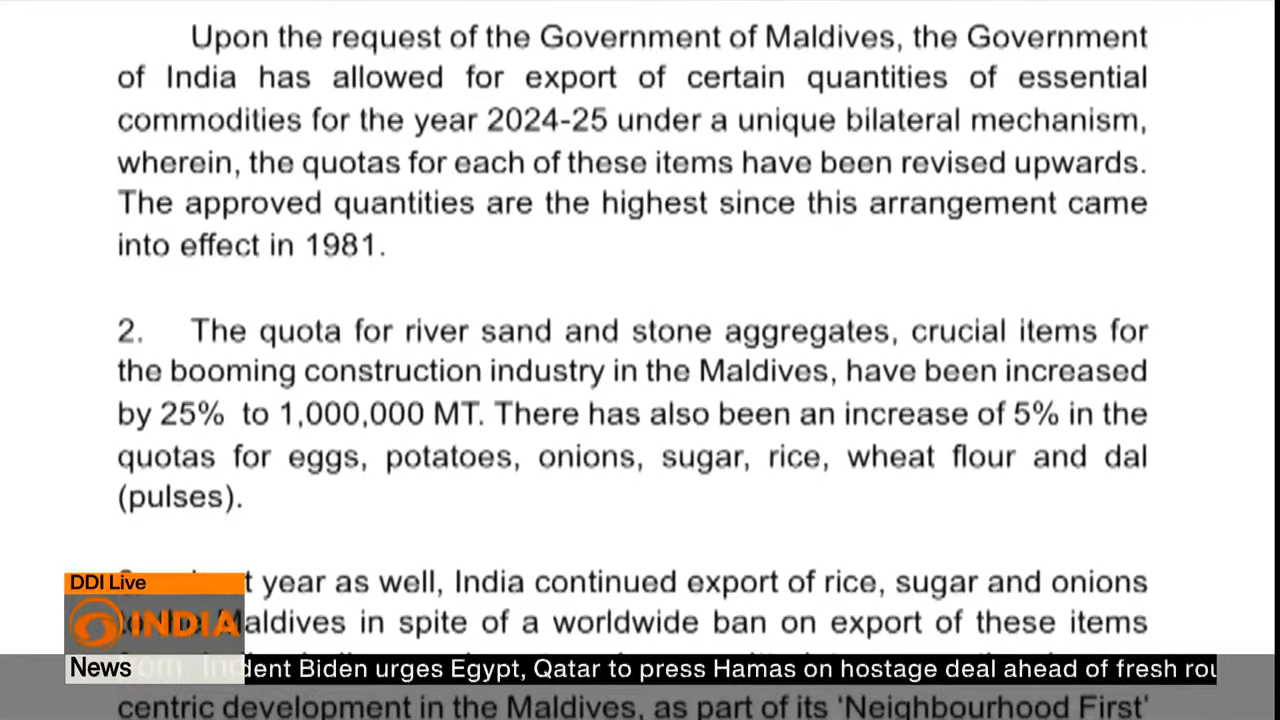 Upon the request of the Government of Maldives, the Government
of India has allowed for export of certain quantities of essential
commodities for the year 2024-25 under a unique bilateral mechanism,
wherein, the quotas for each of these items have been revised upwards.
The approved quantities are the highest since this arrangement came
into effect in 1981.
2. The quota for river sand and stone aggregates, crucial items for
the booming construction industry in the Maldives, have been increased
by 25% to 1,000,000 MT. There has also been an increase of 5% in the
quotas for eggs, potatoes, onions, sugar, rice, wheat flour and dal
(pulses).
year as well, India continued export of rice, sugar and onions
Maldives in spite of a worldwide ban on export of these items
centric development in the Maldives, as part of its 'Neighbourhood First'
DDI Live
INDIA
News
dent Biden urges Egypt, Qatar to press Hamas on hostage deal ahead of fresh rou